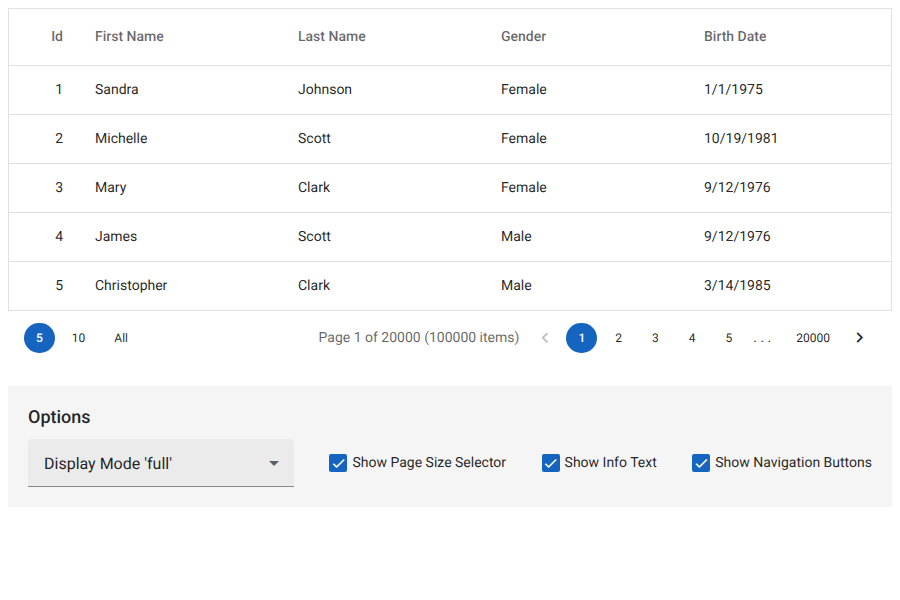 Id First Name Last Name Gender Birth Date
1 Sandra Johnson Female 1/1/1975
2 Michelle Scott Female 10/19/1981
3 Mary Clark Female 9/12/1976
4 James Scott Male 9/12/1976
5 Christopher Clark Male 3/14/1985
5 10 All Page 1 of 20000 (100000 items) 1 2 3 4 5 . . . 20000
Options
Display Mode 'full' Show Page Size Selector Show Info Text Show Navigation Buttons